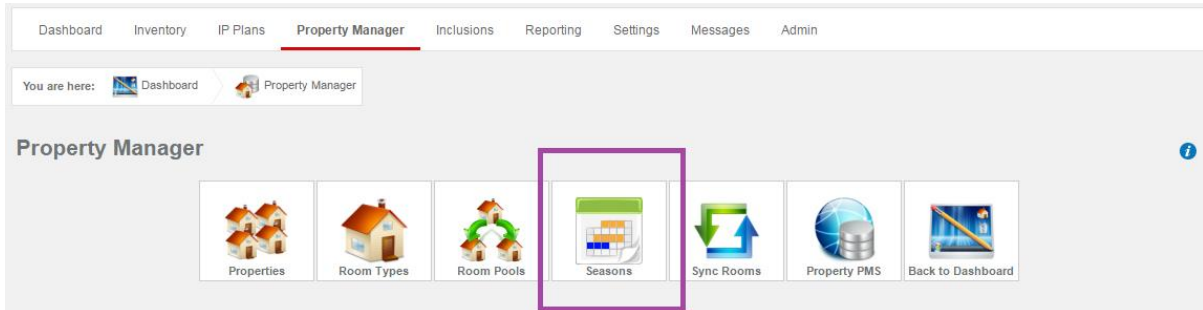 Dashboard Inventory IP Plans Property Manager Inclusions Reporting Settings Messages Admin
You are here: Dashboard Property Manager
Property Manager
Properties Room Types Room Pools Seasons Sync Rooms Property PMS Back to Dashboard